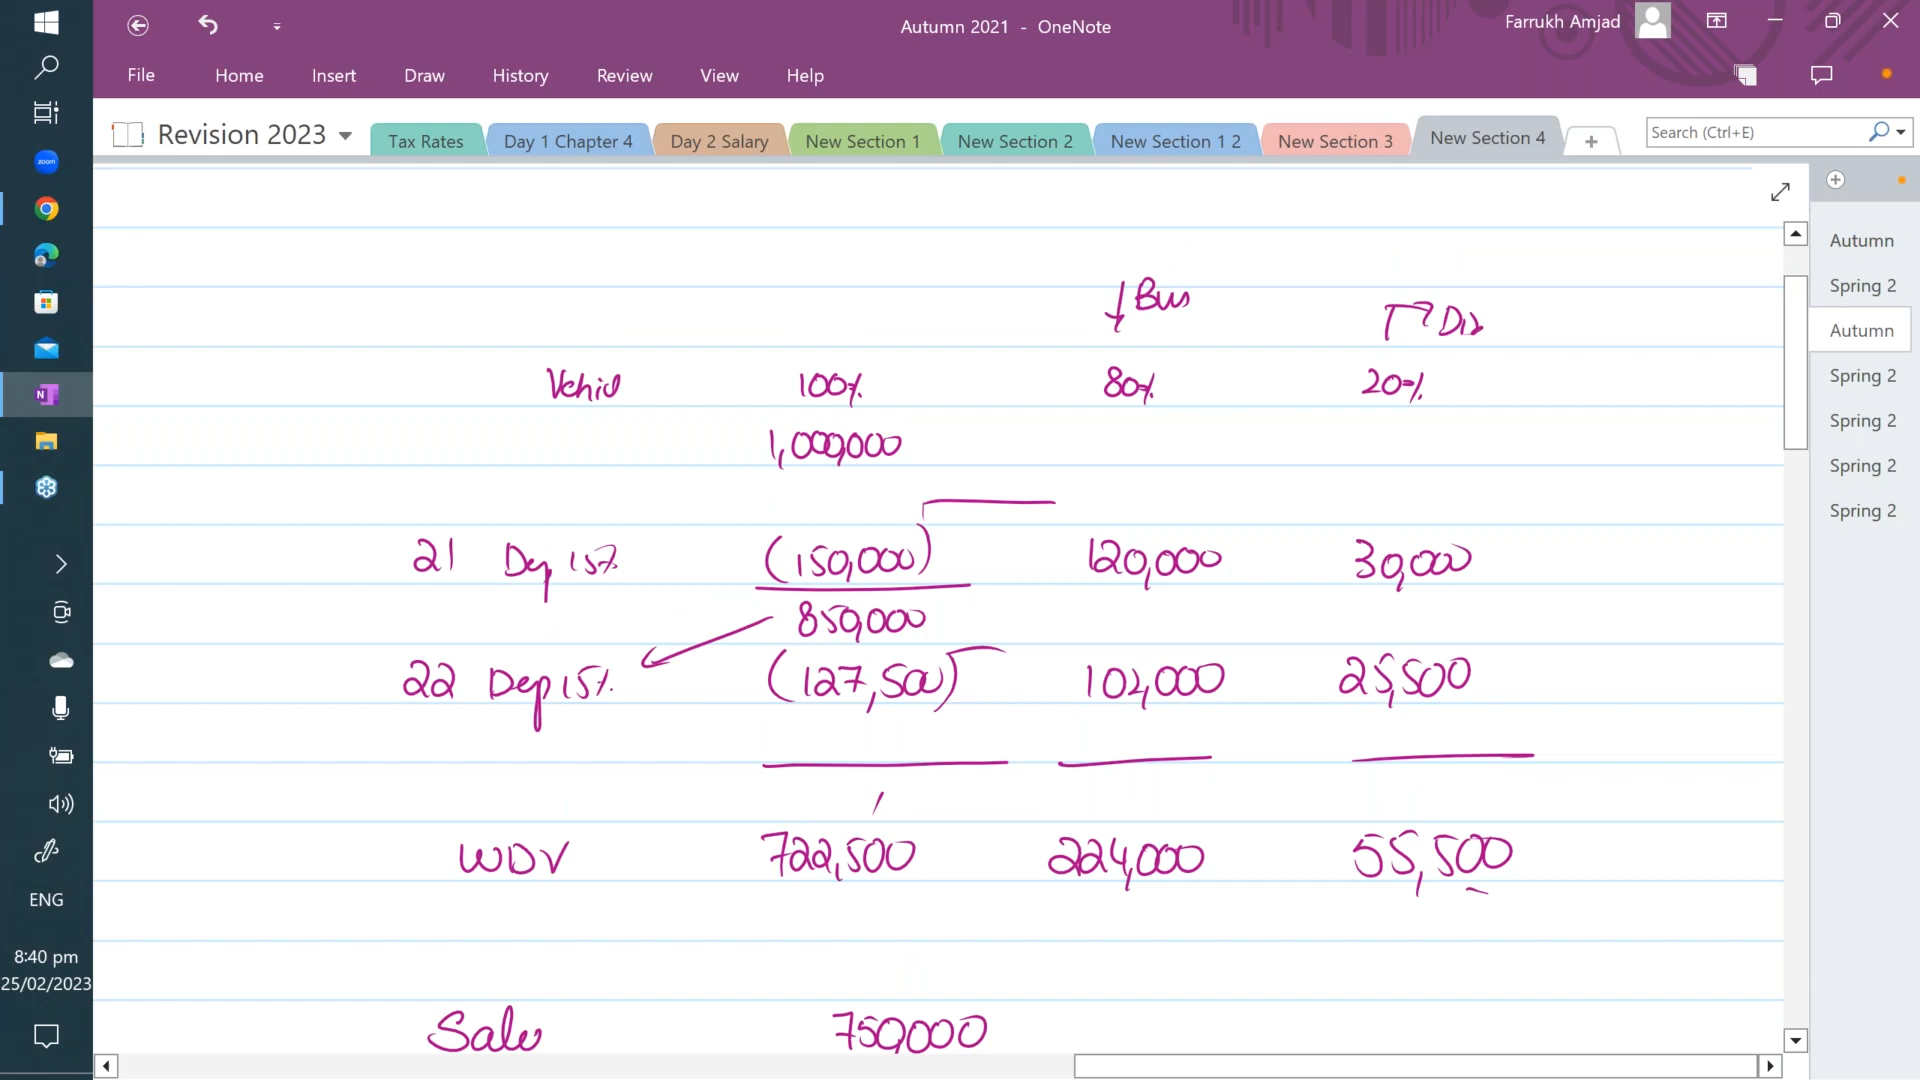 Autumn 2021 - OneNote
Farrukh Amjad
File Home Insert Draw History Review View Help
Revision 2023
Tax Rates
Day 1 Chapter 4
Day 2 Salary
New Section 1
New Section 2
New Section 1 2
New Section 3
New Section 4
Search (Ctrl+E)
Autumn
Spring 2
Autumn
Spring 2
Spring 2
Spring 2
Spring 2
Bus
Vehicl 100% 80% 20%
1,000,000
21 Dep 15% (150,000) 120,000 30,000
850,000
22 Dep 15% (127,500) 102,000 25,500
WDV 722,500 224,000 55,500
Sale 750,000
zoom
ENG
8:40 pm
25/02/2023